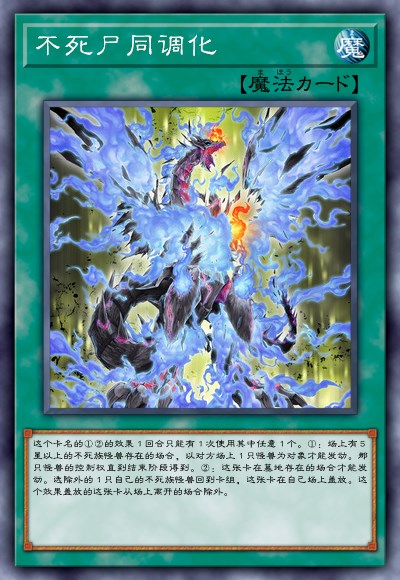 不死尸同调化
魔
【魔法カード】
ま ほう
这个卡名的①②的效果1回合只能有1次使用其中任意1个。①：场上有5
星以上的不死族怪兽存在的场合，以对方场上1只怪兽为对象才能发动。那
只怪兽的控制权直到结束阶段得到。②：这张卡在墓地存在的场合才能发
动。选除外的1只自己的不死族怪兽回到卡组，这张卡在自己场上盖放。这
个效果盖放的这张卡从场上离开的场合除外。